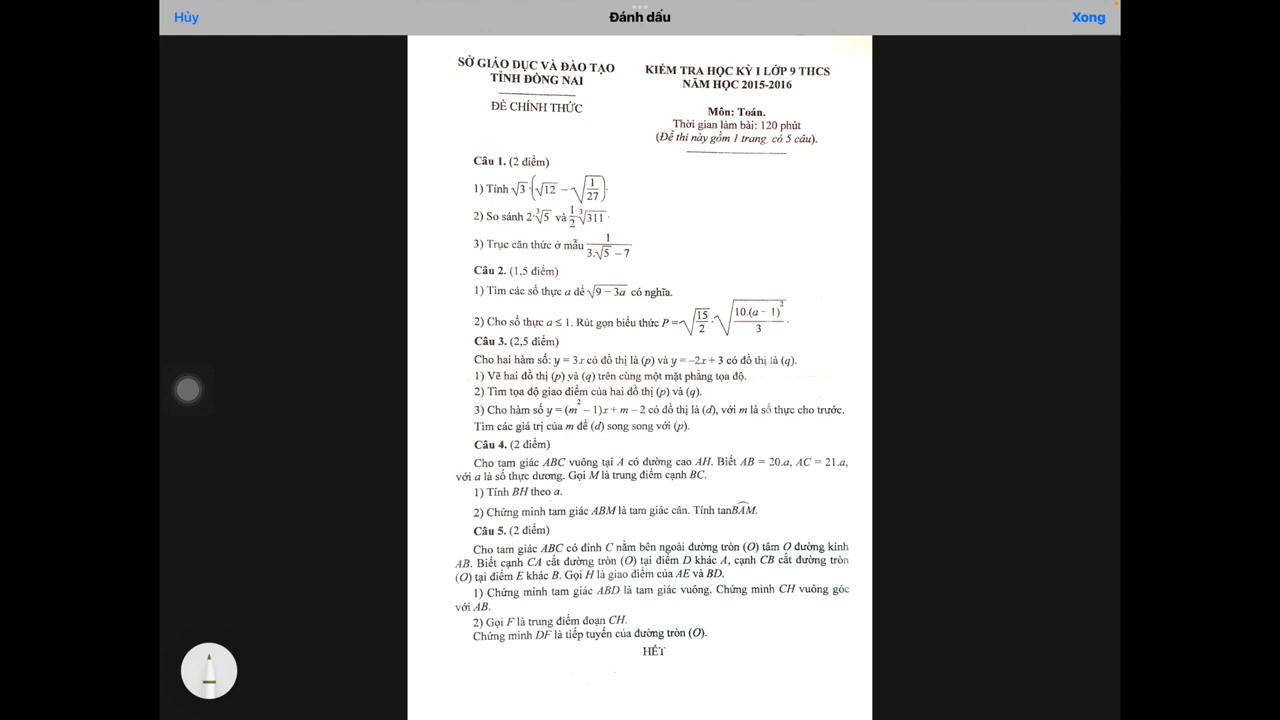 Hủy
Đánh dấu
Xong
SỞ GIÁO DỤC VÀ ĐÀO TẠO
TỈNH ĐỒNG NAI
ĐỀ CHÍNH THỨC
KIỂM TRA HỌC KỲ I LỚP 9 THCS
NĂM HỌC 2015-2016
Môn: Toán.
Thời gian làm bài: 120 phút
(Đề thi này gồm 1 trang, có 5 câu).
Câu 1. (2 điểm)
1) Tính √3·(√12 − √(1/27)).
2) So sánh 2·∛5 và 1/2·∛311.
3) Trục căn thức ở mẫu 1/(3.√5 − 7)
Câu 2. (1,5 điểm)
1) Tìm các số thực a để √(9 − 3a) có nghĩa.
2) Cho số thực a ≤ 1. Rút gọn biểu thức P = √(15/2)·√(10.(a − 1)²/3).
Câu 3. (2,5 điểm)
Cho hai hàm số: y = 3x có đồ thị là (p) và y = −2x + 3 có đồ thị là (q).
1) Vẽ hai đồ thị (p) và (q) trên cùng một mặt phẳng tọa độ.
2) Tìm tọa độ giao điểm của hai đồ thị (p) và (q).
3) Cho hàm số y = (m² − 1)x + m − 2 có đồ thị là (d), với m là số thực cho trước.
Tìm các giá trị của m để (d) song song với (p).
Câu 4. (2 điểm)
Cho tam giác ABC vuông tại A có đường cao AH. Biết AB = 20.a, AC = 21.a,
với a là số thực dương. Gọi M là trung điểm cạnh BC.
1) Tính BH theo a.
2) Chứng minh tam giác ABM là tam giác cân. Tính tanBAM.
Câu 5. (2 điểm)
Cho tam giác ABC có đỉnh C nằm bên ngoài đường tròn (O) tâm O đường kính
AB. Biết cạnh CA cắt đường tròn (O) tại điểm D khác A, cạnh CB cắt đường tròn
(O) tại điểm E khác B. Gọi H là giao điểm của AE và BD.
1) Chứng minh tam giác ABD là tam giác vuông. Chứng minh CH vuông góc
với AB.
2) Gọi F là trung điểm đoạn CH.
Chứng minh DF là tiếp tuyến của đường tròn (O).
HẾT